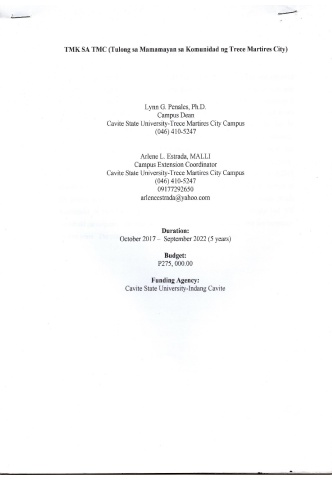 TMK SA TMC (Tulong sa Mamamayan sa Komunidad ng Trece Martires City)
Lynn G. Penales, Ph.D.
Campus Dean
Cavite State University-Trece Martires City Campus
(046) 410-5247
Arlene L. Estrada, MALLI
Campus Extension Coordinator
Cavite State University-Trece Martires City Campus
(046) 410-5247
09177292650
arleneestrada@yahoo.com
Duration:
October 2017 – September 2022 (5 years)
Budget:
P275, 000.00
Funding Agency:
Cavite State University-Indang Cavite